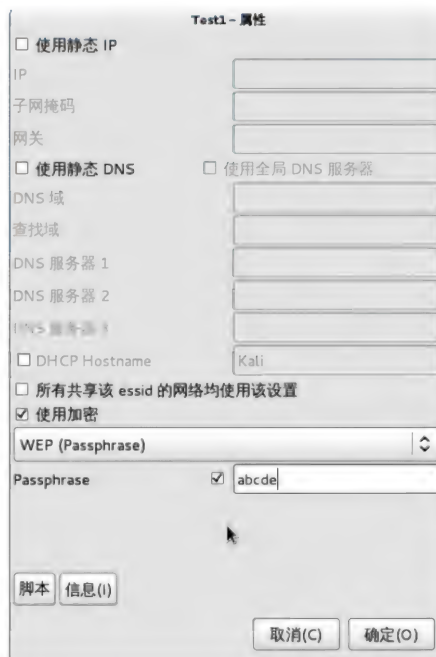 Test1 – 属性
使用静态 IP
IP
子网掩码
网关
使用静态 DNS 使用全局 DNS 服务器
DNS 域
查找域
DNS 服务器 1
DNS 服务器 2
DHCP Hostname Kali
所有共享该 essid 的网络均使用该设置
使用加密
WEP (Passphrase)
Passphrase abcde
脚本 信息(I)
取消(C) 确定(O)